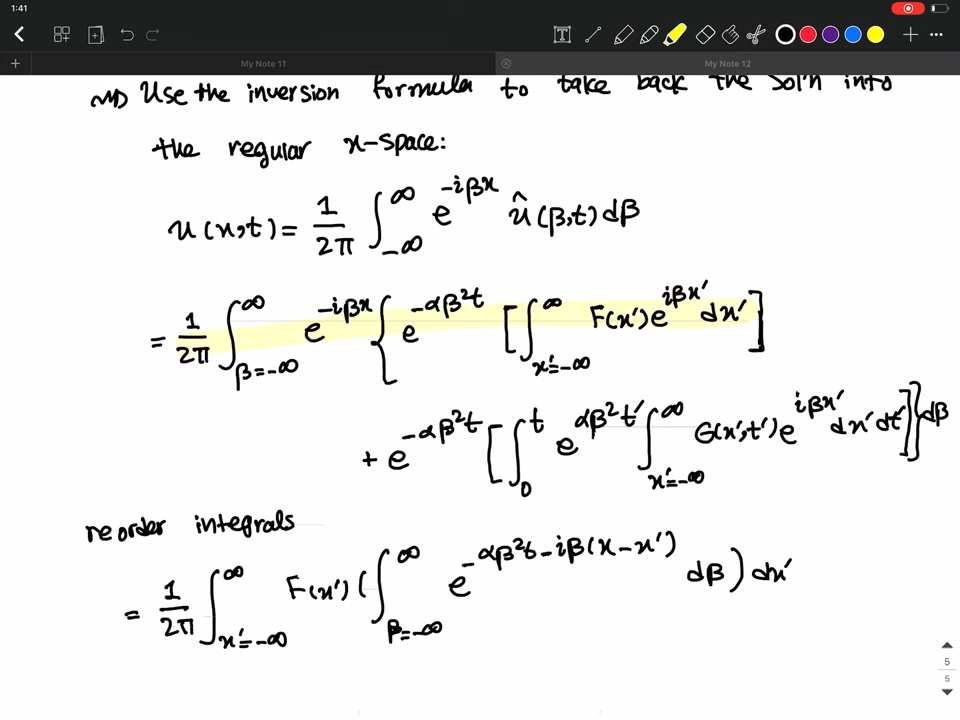 1:41
My Note 11 My Note 12
⇝ Use the inversion formula to take back the sol'n into
the regular x-space:
u(x,t) = 1/2π ∫_{-∞}^{∞} e^{-iβx} û(β,t) dβ
= 1/2π ∫_{β=-∞}^{∞} e^{-iβx} { e^{-αβ²t} [ ∫_{x'=-∞}^{∞} F(x') e^{iβx'} dx' ]
+ e^{-αβ²t} [ ∫_0^t e^{αβ²t'} ∫_{x'=-∞}^{∞} G(x',t') e^{iβx'} dx' dt' ] } dβ
reorder integrals
= 1/2π ∫_{x'=-∞}^{∞} F(x') ( ∫_{β=-∞}^{∞} e^{-αβ²t - iβ(x-x')} dβ ) dx'
5
5